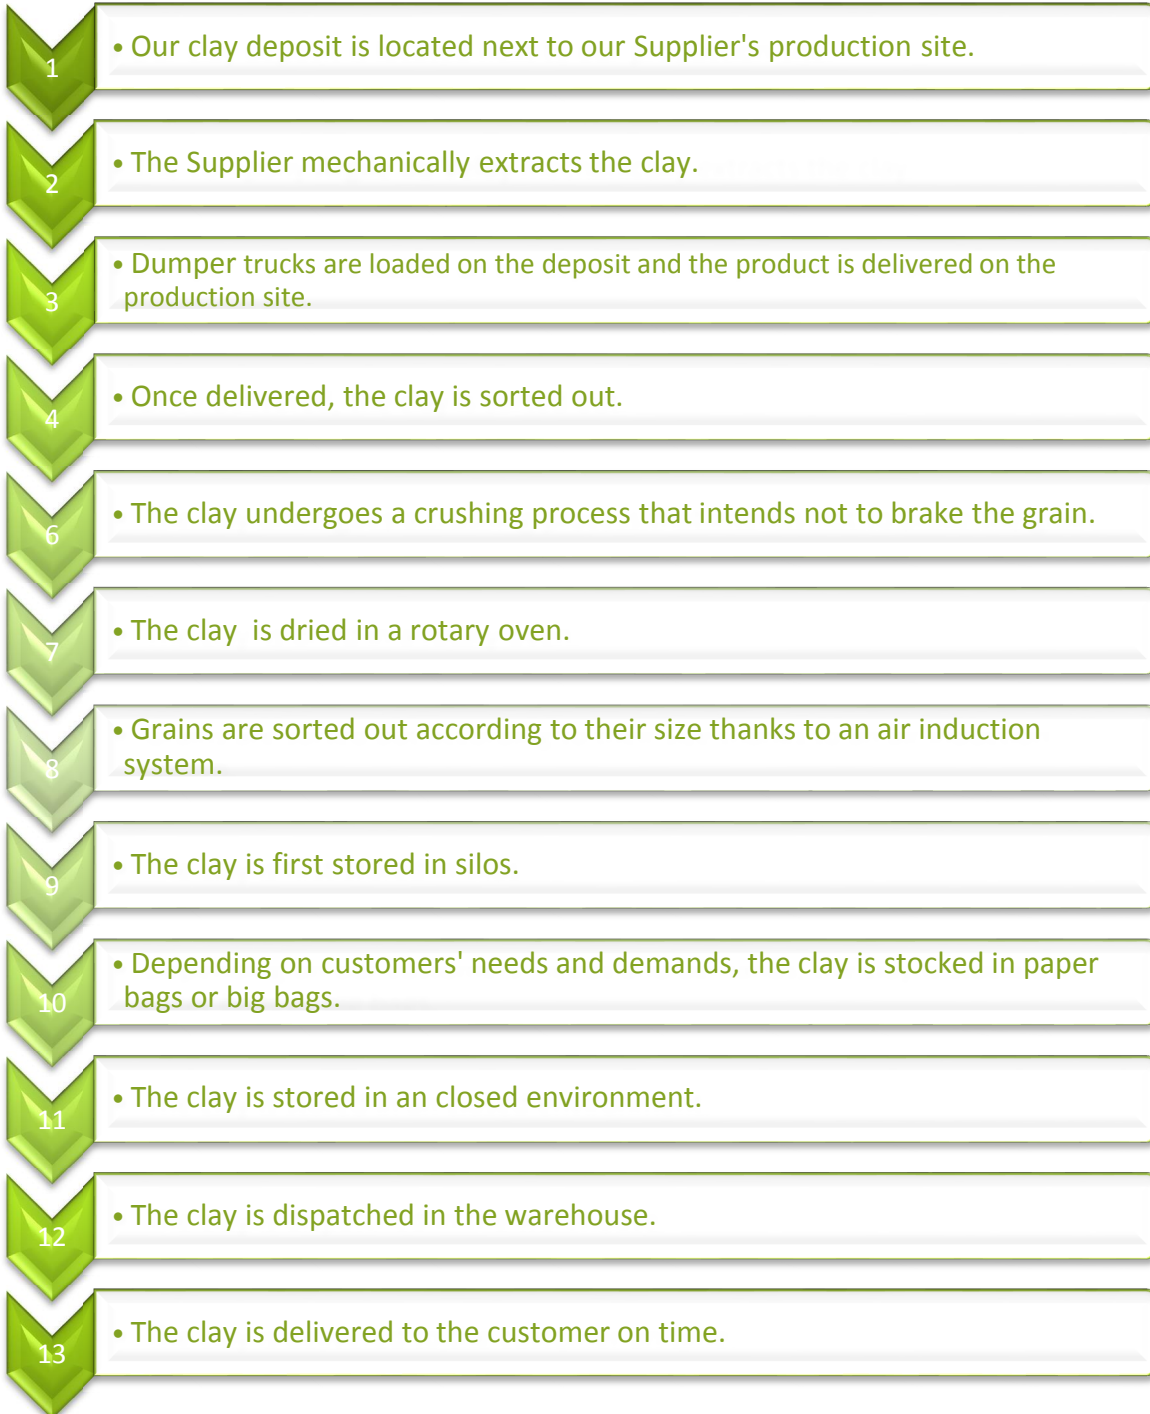 1
• Our clay deposit is located next to our Supplier's production site.
2
• The Supplier mechanically extracts the clay.
3
• Dumper trucks are loaded on the deposit and the product is delivered on the
production site.
4
• Once delivered, the clay is sorted out.
6
• The clay undergoes a crushing process that intends not to brake the grain.
7
• The clay  is dried in a rotary oven.
8
• Grains are sorted out according to their size thanks to an air induction
system.
9
• The clay is first stored in silos.
10
• Depending on customers' needs and demands, the clay is stocked in paper
bags or big bags.
11
• The clay is stored in an closed environment.
12
• The clay is dispatched in the warehouse.
13
• The clay is delivered to the customer on time.